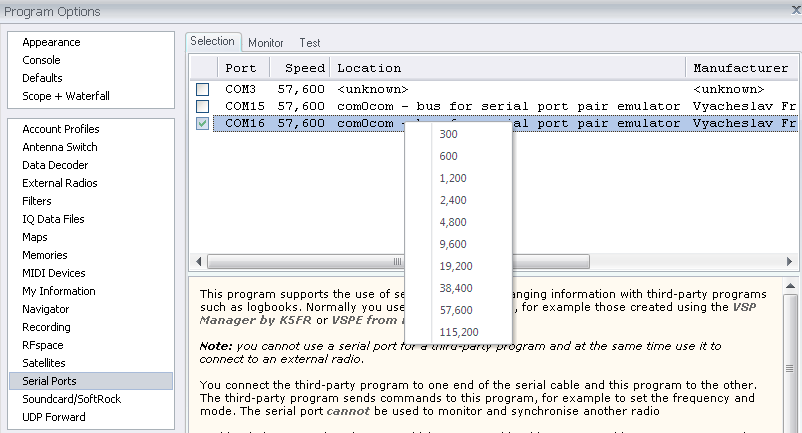 Program Options
Appearance
Console
Defaults
Scope + Waterfall
Account Profiles
Antenna Switch
Data Decoder
External Radios
Filters
IQ Data Files
Maps
Memories
MIDI Devices
My Information
Navigator
Recording
RFspace
Satellites
Serial Ports
Soundcard/SoftRock
UDP Forward
Selection Monitor Test
Port Speed Location Manufacturer
COM3 57,600 <unknown> <unknown>
COM15 57,600 com0com - bus for serial port pair emulator Vyacheslav Fr
COM16 57,600 com0com - serial port pair emulator Vyacheslav Fr
300
600
1,200
2,400
4,800
9,600
19,200
38,400
57,600
115,200
This program supports the use of se anging information with third-party programs
such as logbooks. Normally you use , for example those created using the VSP
Manager by K5FR or VSPE from
Note: you cannot use a serial port for a third-party program and at the same time use it to
connect to an external radio.
You connect the third-party program to one end of the serial cable and this program to the other.
The third-party program sends commands to this program, for example to set the frequency and
mode. The serial port cannot be used to monitor and synchronise another radio